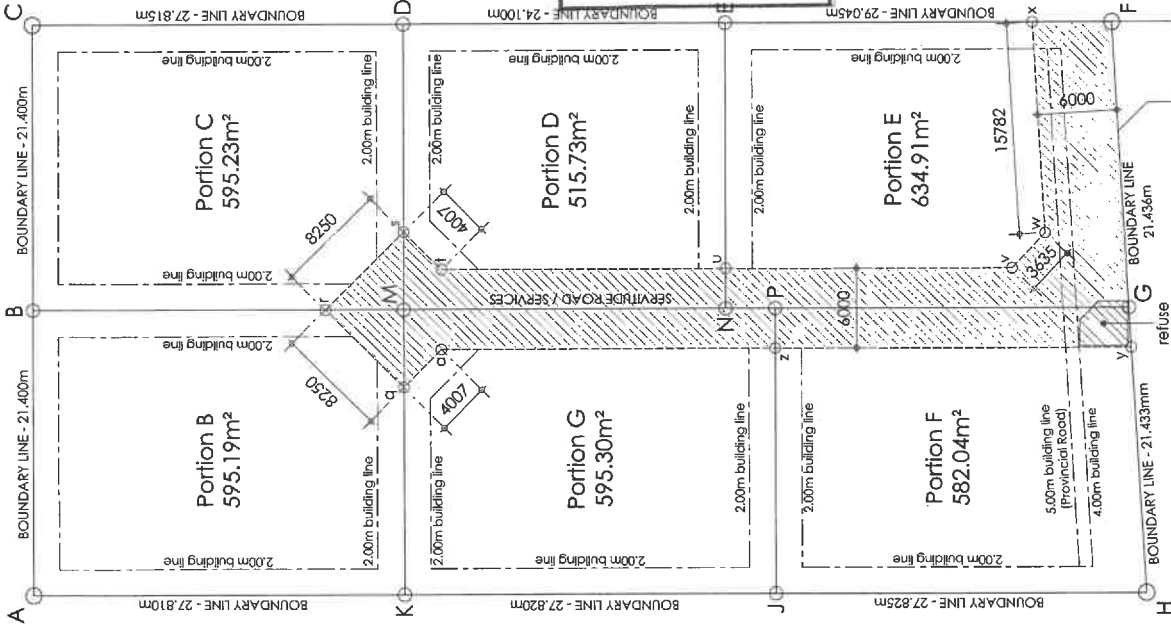 A
B
C
BOUNDARY LINE - 21.400m
BOUNDARY LINE - 21.400m
BOUNDARY LINE - 27.810m
2.00m building line
2.00m building line
2.00m building line
2.00m building line
BOUNDARY LINE - 27.815m
Portion B
595.19m²
Portion C
595.23m²
2.00m building line
2.00m building line
8250
8250
r
K
q
M
s
D
2.00m building line
2.00m building line
4007
4007
a
t
BOUNDARY LINE - 27.820m
2.00m building line
2.00m building line
BOUNDARY LINE - 24.100m
Portion G
595.30m²
Portion D
515.73m²
SERVITUDE ROAD / SERVICES
2.00m building line
2.00m building line
N
u
E
J
z
P
2.00m building line
2.00m building line
BOUNDARY LINE - 27.825m
2.00m building line
2.00m building line
BOUNDARY LINE - 29.045m
Portion F
582.04m²
Portion E
634.91m²
6000
15782
5.00m building line
(Provincial Road)
4.00m building line
v
w
x
3635
6000
H
BOUNDARY LINE - 21.433mm
y
G
BOUNDARY LINE
21.436m
F
refuse